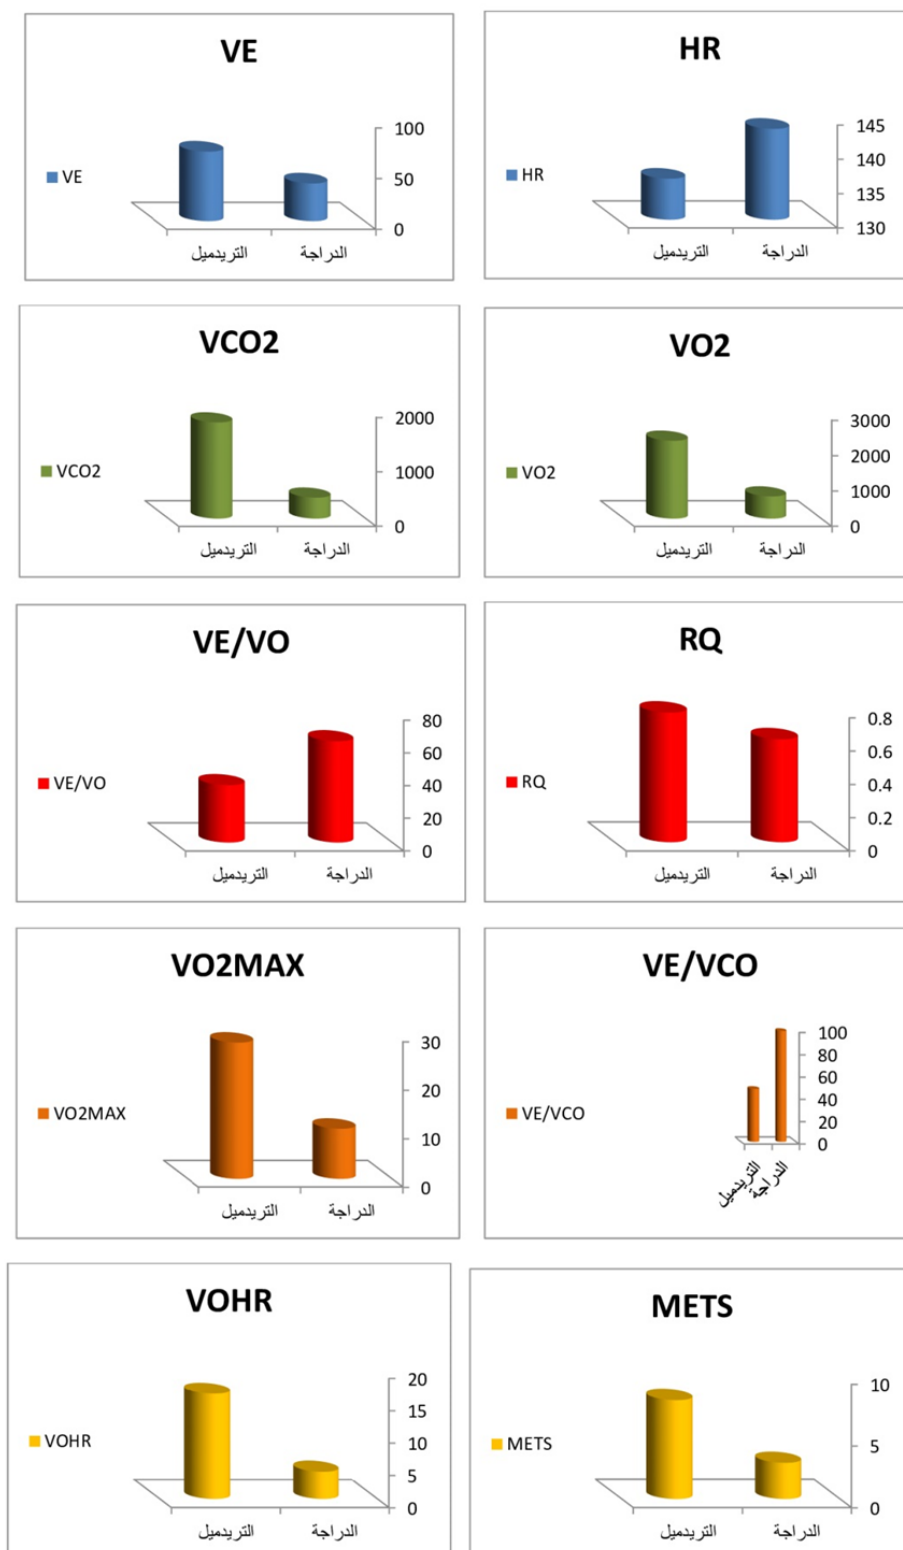 VE
100
50
0
VE
التريدميل
الدراجة
HR
145
140
135
130
HR
التريدميل
الدراجة
VCO2
2000
1000
0
VCO2
التريدميل
الدراجة
VO2
3000
2000
1000
0
VO2
التريدميل
الدراجة
VE/VO
80
60
40
20
0
VE/VO
التريدميل
الدراجة
RQ
0.8
0.6
0.4
0.2
0
RQ
التريدميل
الدراجة
VO2MAX
30
20
10
0
VO2MAX
التريدميل
الدراجة
VE/VCO
100
80
60
40
20
0
VE/VCO
التريدميل
الدراجة
VOHR
20
15
10
5
0
VOHR
التريدميل
الدراجة
METS
10
5
0
METS
التريدميل
الدراجة